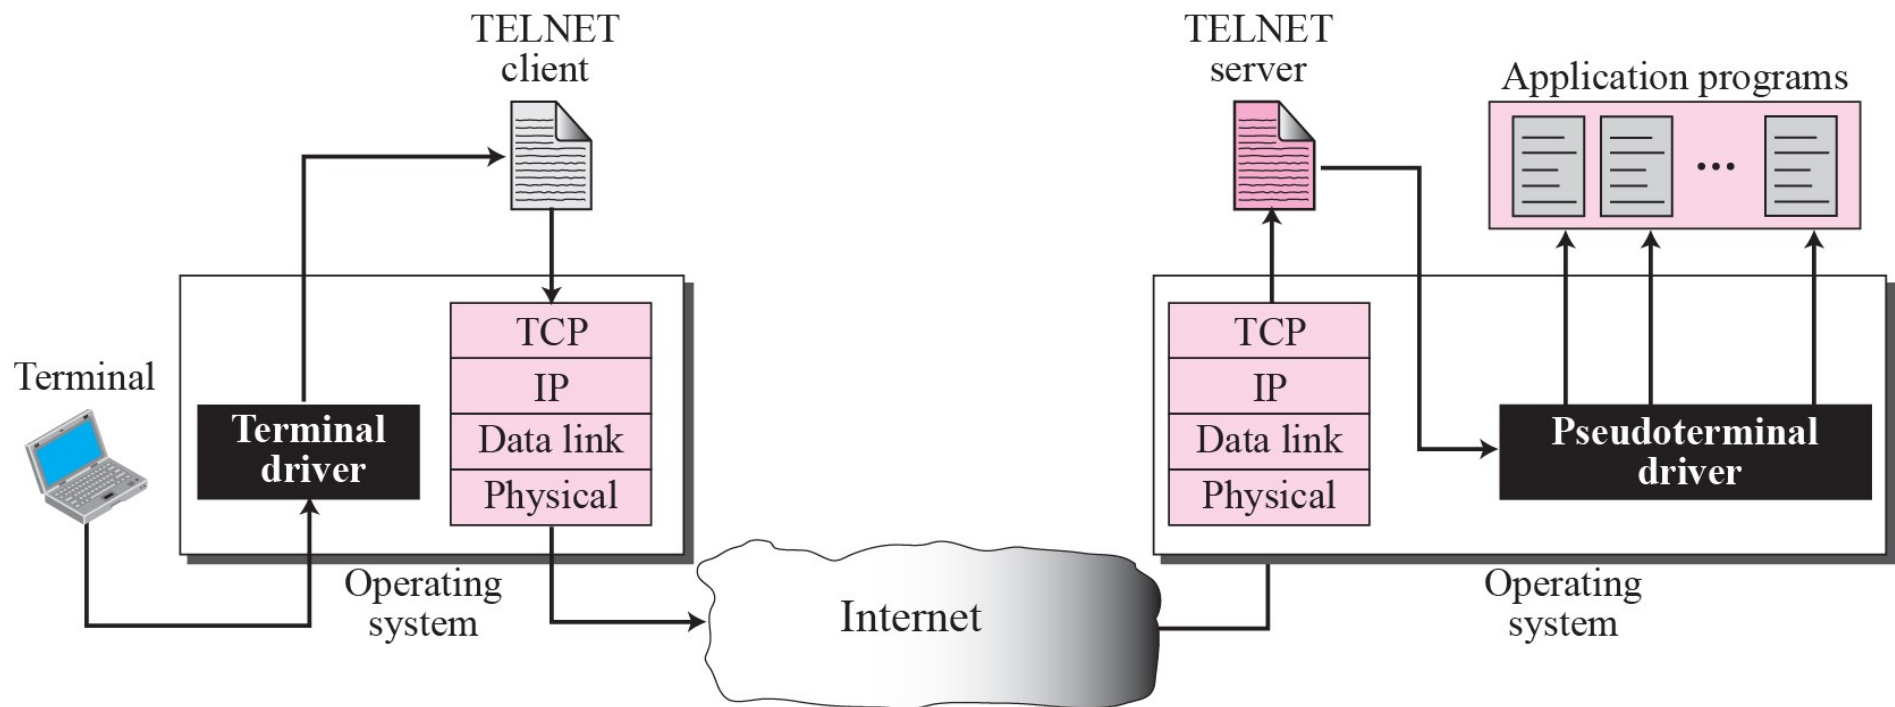 TELNET
client
TELNET
server
Application programs
...
Terminal
Terminal
driver
TCP
IP
Data link
Physical
TCP
IP
Data link
Physical
Pseudoterminal
driver
Operating
system
Internet
Operating
system